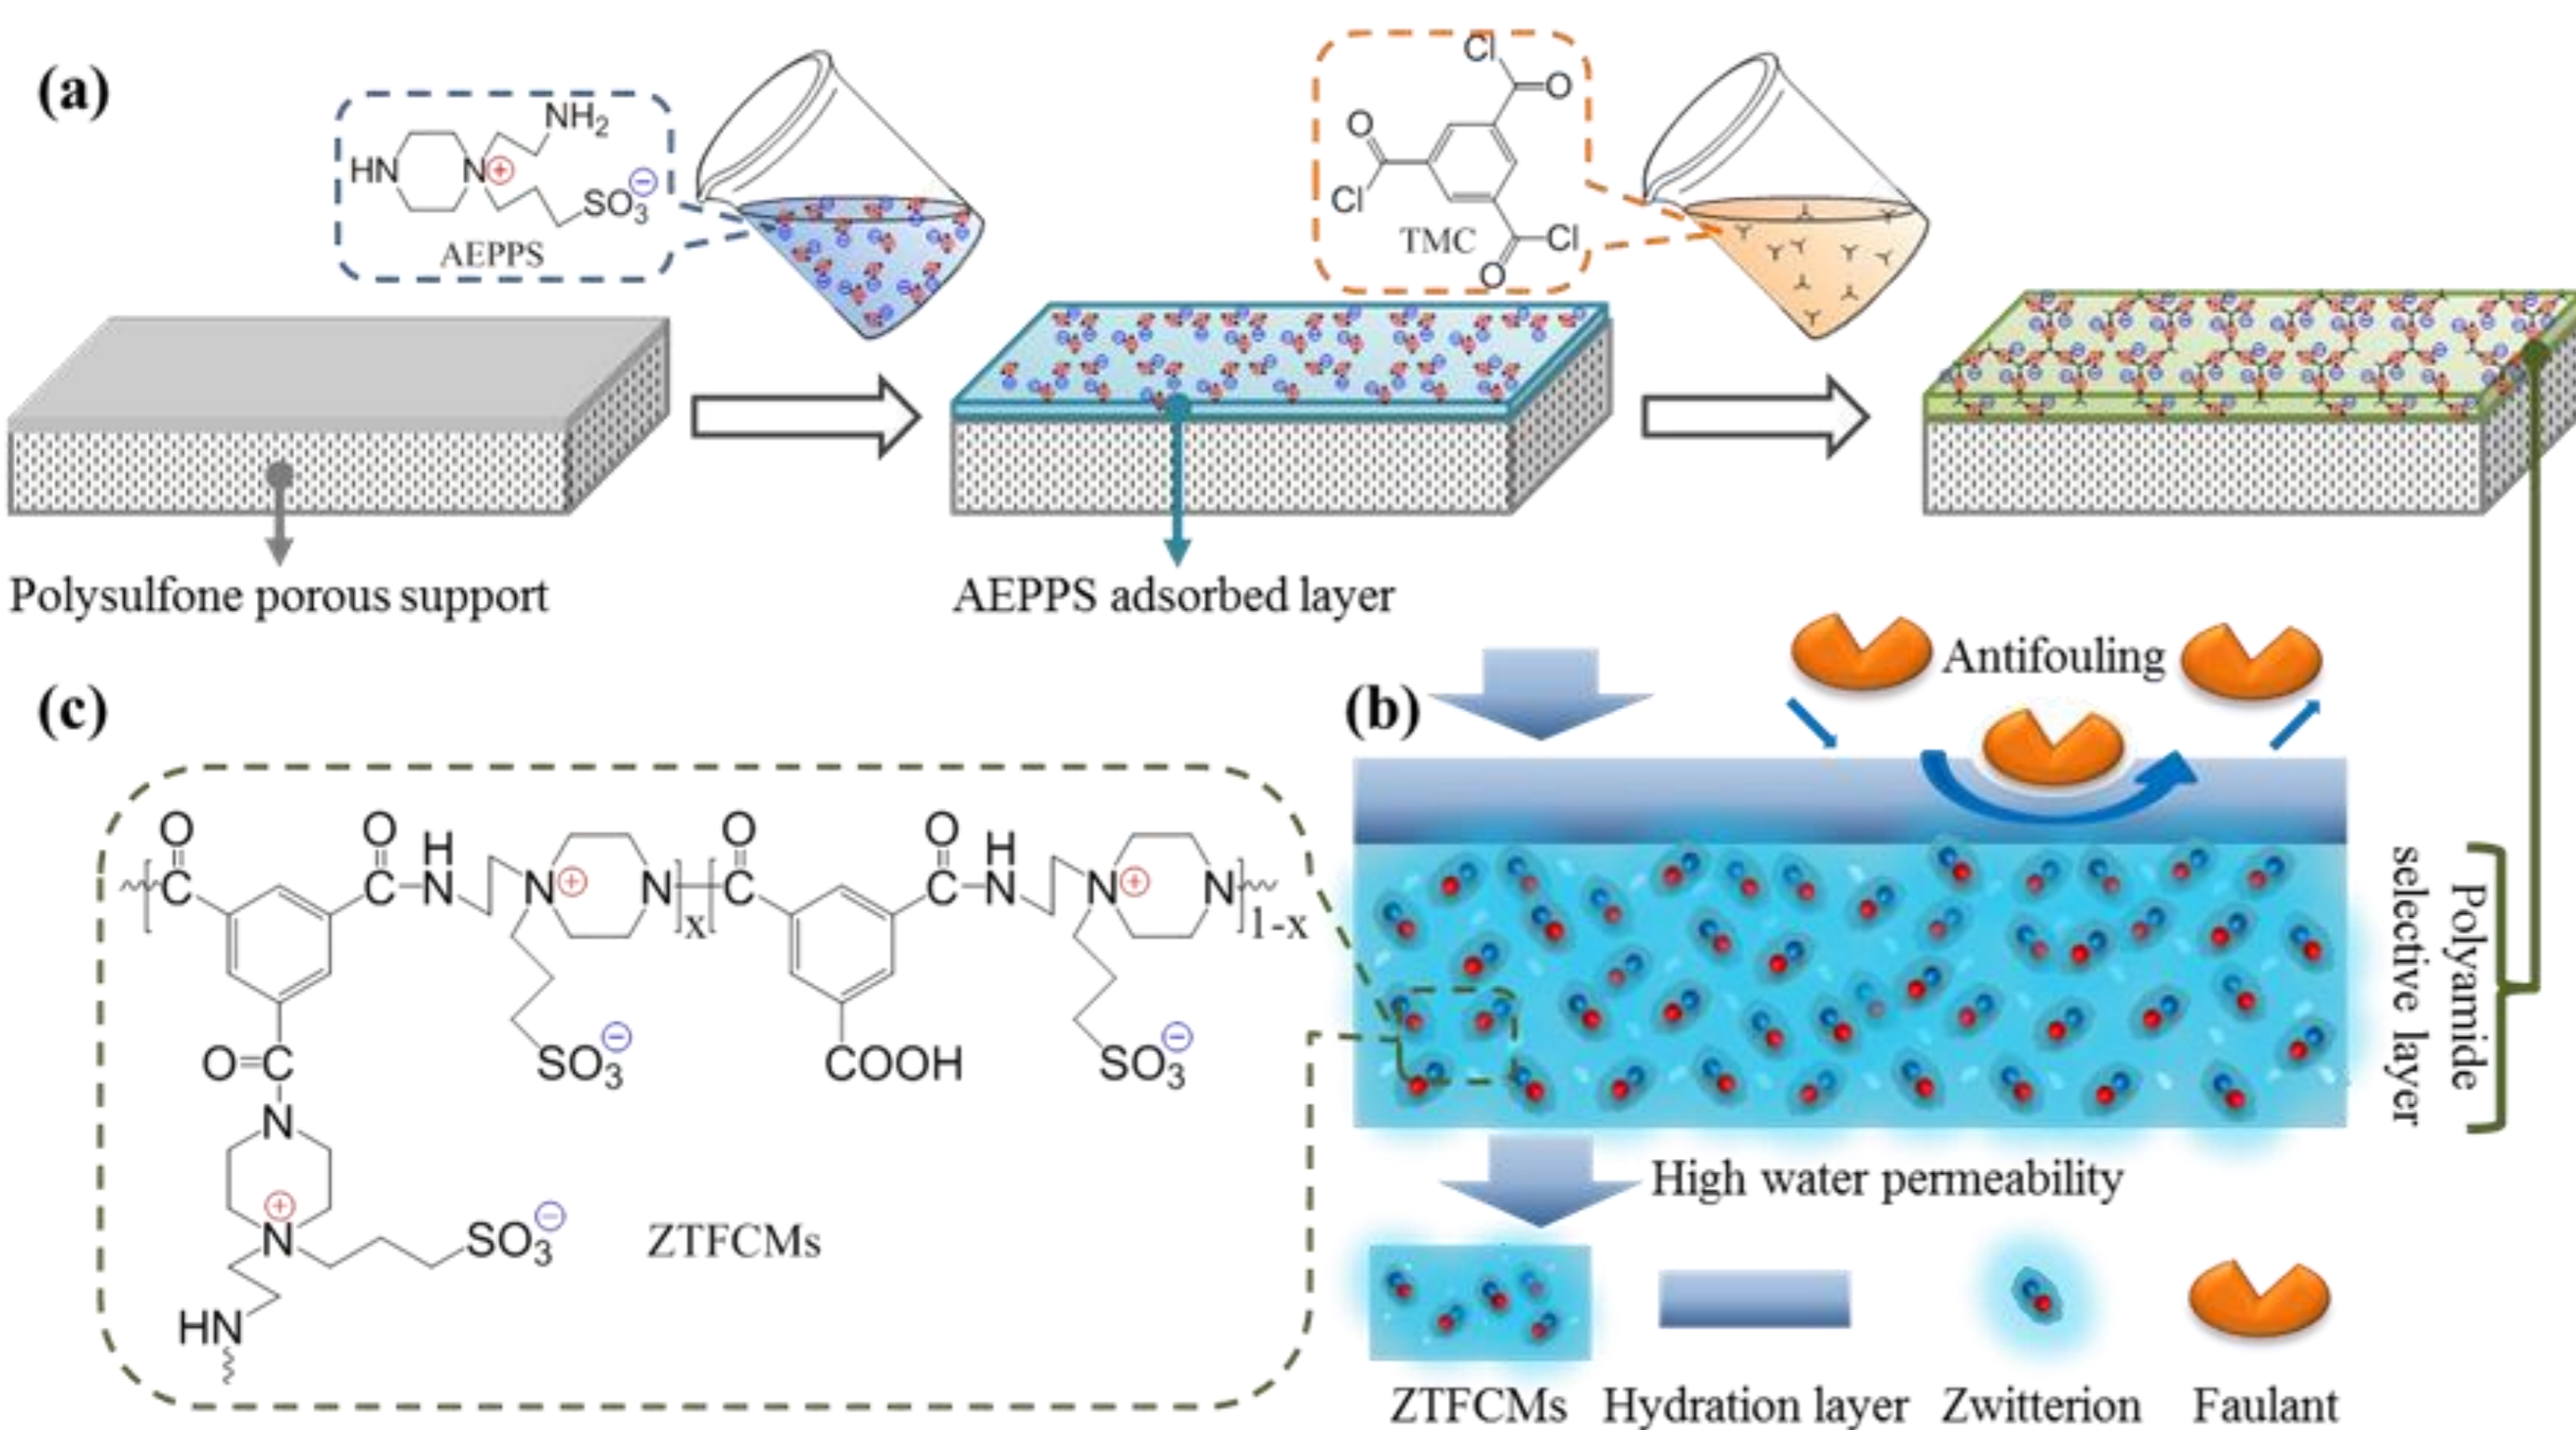 (a)
NH2
HN
N⊕
SO3⊖
AEPPS
Cl
O
O
Cl
TMC
Cl
O
Polysulfone porous support
AEPPS adsorbed layer
Antifouling
(b)
Polyamide
selective layer
High water permeability
ZTFCMs
Hydration layer
Zwitterion
Faulant
(c)
O
O
H
O
O
H
C
C
N
N⊕
N
x
C
C
N
N⊕
N
1-x
O=C
SO3⊖
COOH
SO3⊖
N
N⊕
SO3⊖
ZTFCMs
HN